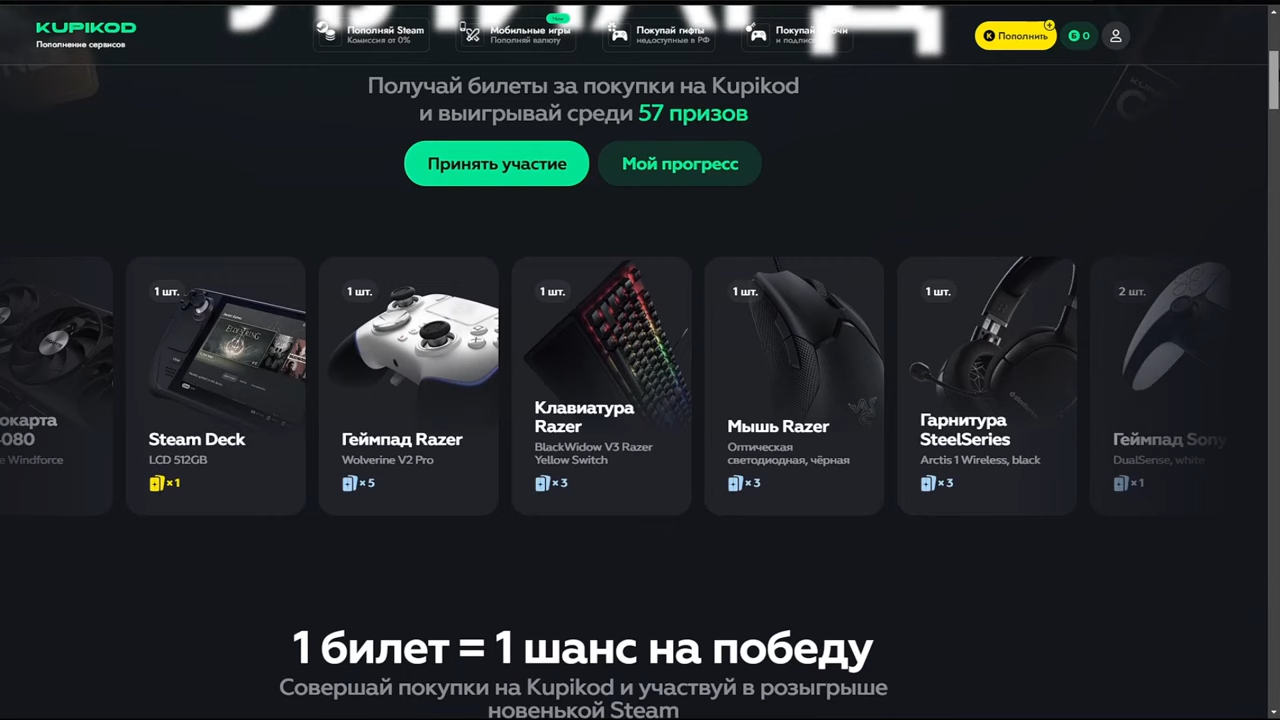 KUPIKOD
Пополнение сервисов
Пополняй Steam
Комиссия от 0%
New
Мобильные игры
Пополняй валюту
Покупай гифты
недоступные в РФ
Покупай
и подписки
Пополнить
0
Получай билеты за покупки на Kupikod
и выигрывай среди 57 призов
Принять участие
Мой прогресс
Windforce
1 шт.
Steam Deck
LCD 512GB
×1
1 шт.
Геймпад Razer
Wolverine V2 Pro
×5
1 шт.
Клавиатура
Razer
BlackWidow V3 Razer
Yellow Switch
×3
1 шт.
Мышь Razer
Оптическая
светодиодная, чёрная
×3
1 шт.
Гарнитура
SteelSeries
Arctis 1 Wireless, black
×3
2 шт.
Геймпад Sony
DualSense, white
×1
1 билет = 1 шанс на победу
Совершай покупки на Kupikod и участвуй в розыгрыше
новенькой Steam